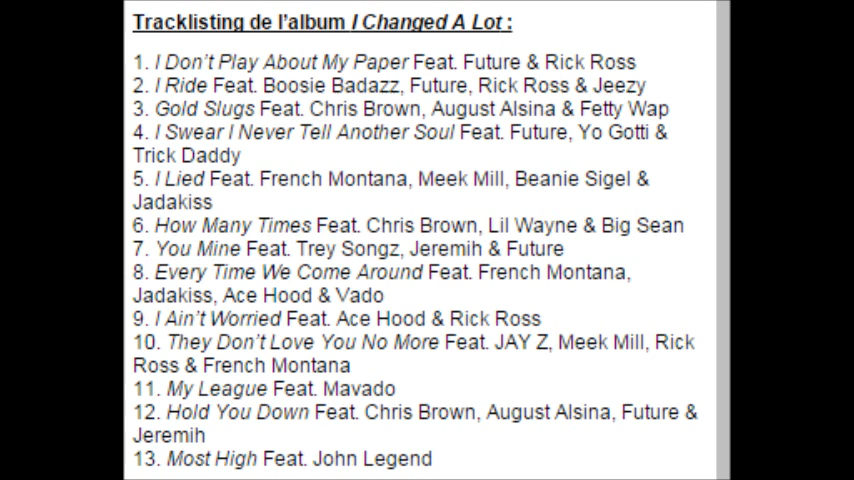 Tracklisting de l'album I Changed A Lot :
1. I Don't Play About My Paper Feat. Future & Rick Ross
2. I Ride Feat. Boosie Badazz, Future, Rick Ross & Jeezy
3. Gold Slugs Feat. Chris Brown, August Alsina & Fetty Wap
4. I Swear I Never Tell Another Soul Feat. Future, Yo Gotti &
Trick Daddy
5. I Lied Feat. French Montana, Meek Mill, Beanie Sigel &
Jadakiss
6. How Many Times Feat. Chris Brown, Lil Wayne & Big Sean
7. You Mine Feat. Trey Songz, Jeremih & Future
8. Every Time We Come Around Feat. French Montana,
Jadakiss, Ace Hood & Vado
9. I Ain't Worried Feat. Ace Hood & Rick Ross
10. They Don't Love You No More Feat. JAY Z, Meek Mill, Rick
Ross & French Montana
11. My League Feat. Mavado
12. Hold You Down Feat. Chris Brown, August Alsina, Future &
Jeremih
13. Most High Feat. John Legend